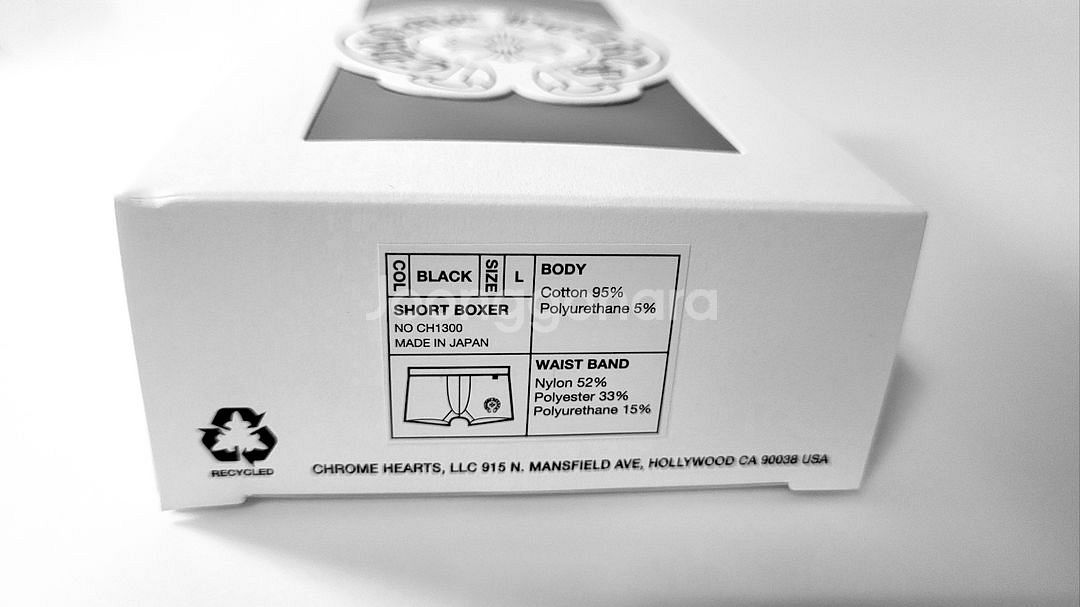 COL BLACK SIZE L
SHORT BOXER
NO CH1300
MADE IN JAPAN
BODY
Cotton 95%
Polyurethane 5%
WAIST BAND
Nylon 52%
Polyester 33%
Polyurethane 15%
Joonggonara
RECYCLED
CHROME HEARTS, LLC 915 N. MANSFIELD AVE, HOLLYWOOD CA 90038 USA